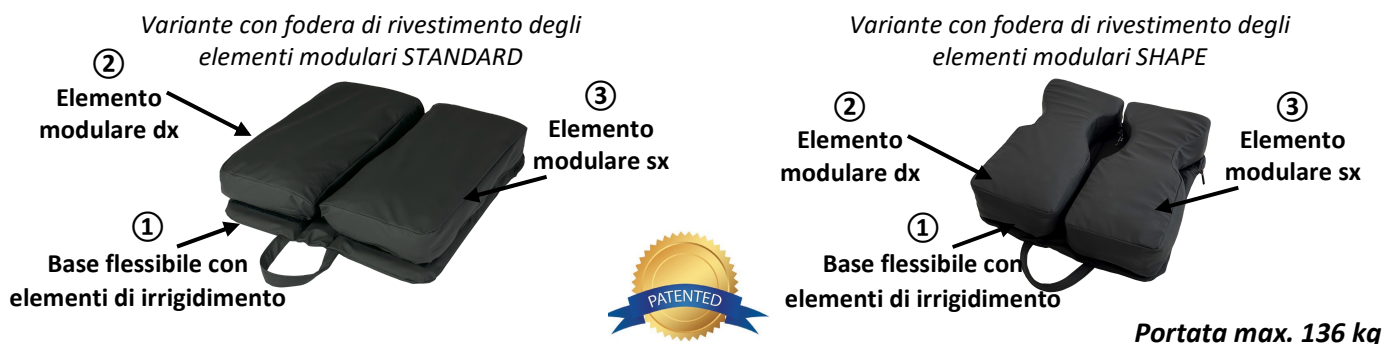 Variante con fodera di rivestimento degli
elementi modulari STANDARD
②
Elemento
modulare dx
③
Elemento
modulare sx
①
Base flessibile con
elementi di irrigidimento
PATENTED
Variante con fodera di rivestimento degli
elementi modulari SHAPE
②
Elemento
modulare dx
③
Elemento
modulare sx
①
Base flessibile con
elementi di irrigidimento
Portata max. 136 kg